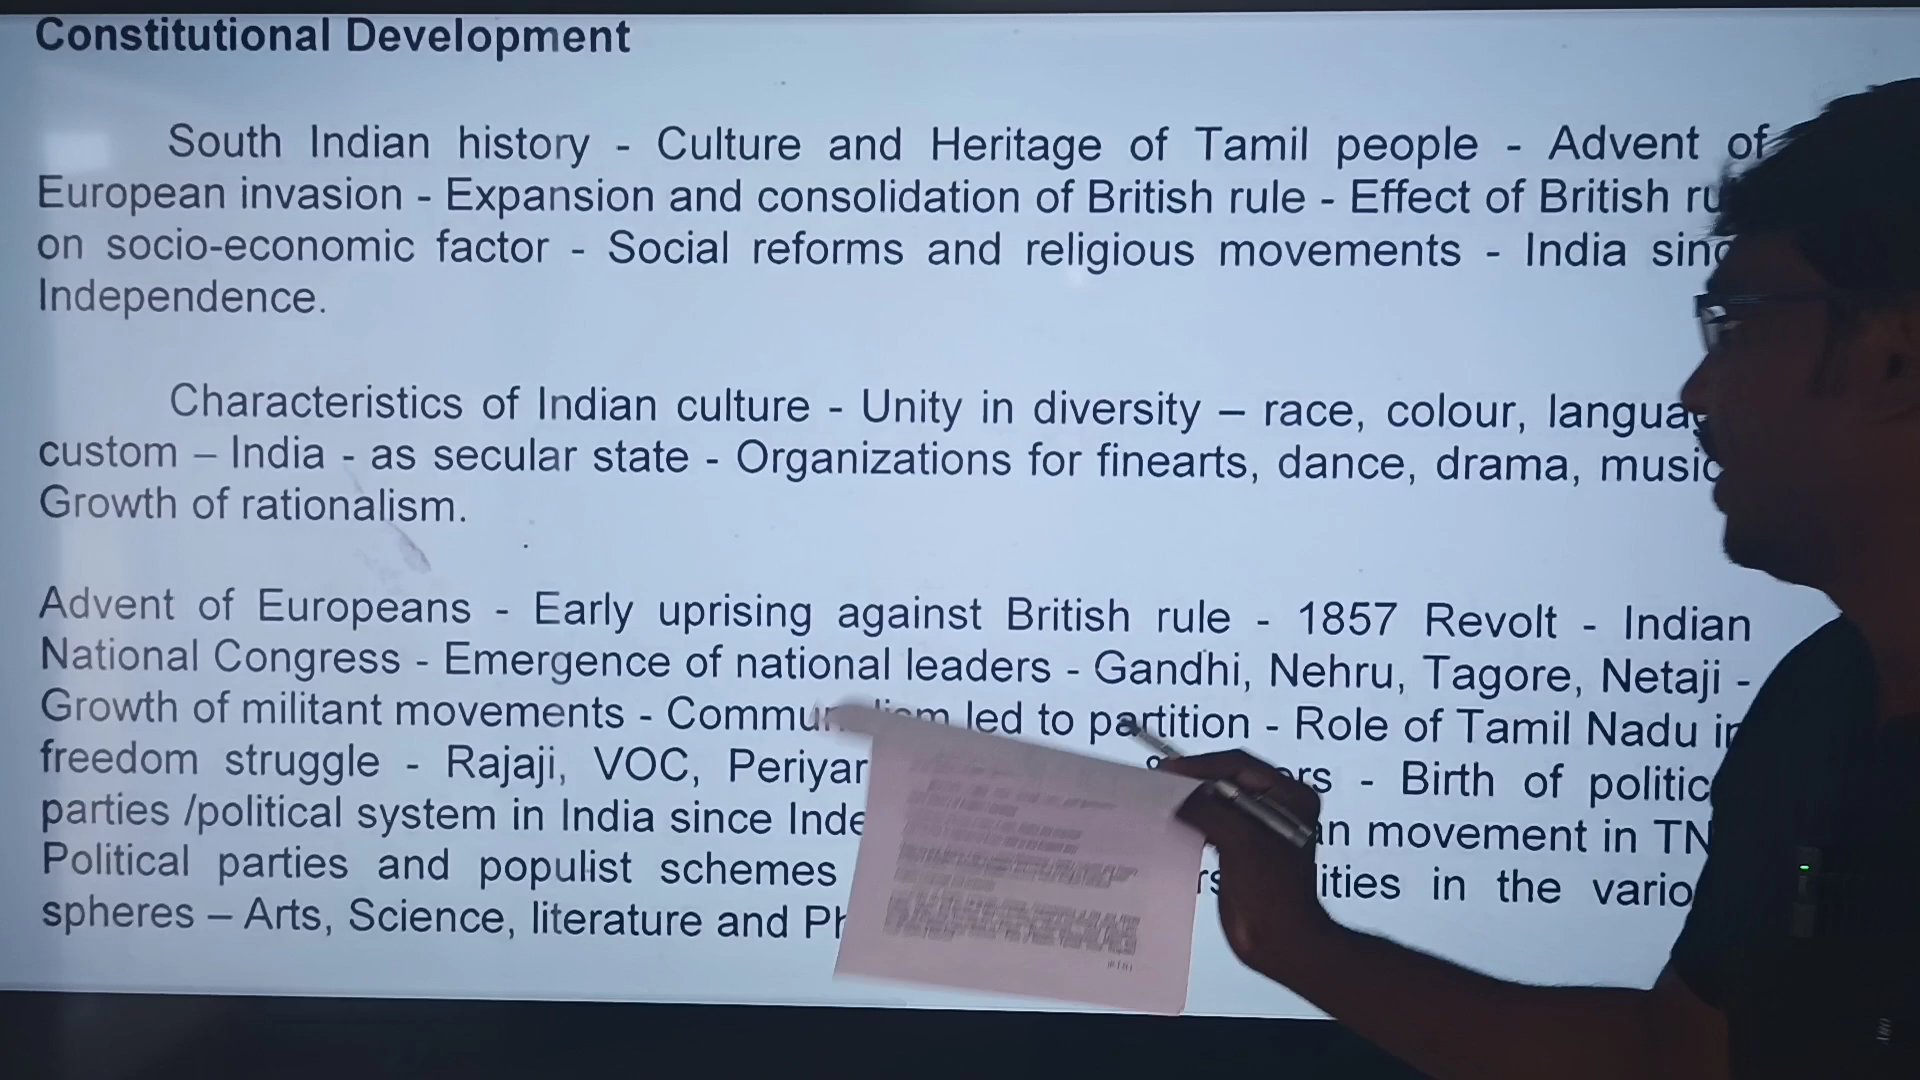 Constitutional Development
South Indian history - Culture and Heritage of Tamil people - Advent of
European invasion - Expansion and consolidation of British rule - Effect of British
on socio-economic factor - Social reforms and religious movements - India
Independence.
Characteristics of Indian culture - Unity in diversity – race, colour,
custom – India - as secular state - Organizations for finearts, dance, drama, music
Growth of rationalism.
Advent of Europeans - Early uprising against British rule - 1857 Revolt - Indian
National Congress - Emergence of national leaders - Gandhi, Nehru, Tagore, Netaji -
Growth of militant movements - led to partition - Role of Tamil Nadu in
freedom struggle - Rajaji, VOC, Periyar - Birth of
parties /political system in India since movement in TN
Political parties and populist schemes in the
spheres – Arts, Science, literature and